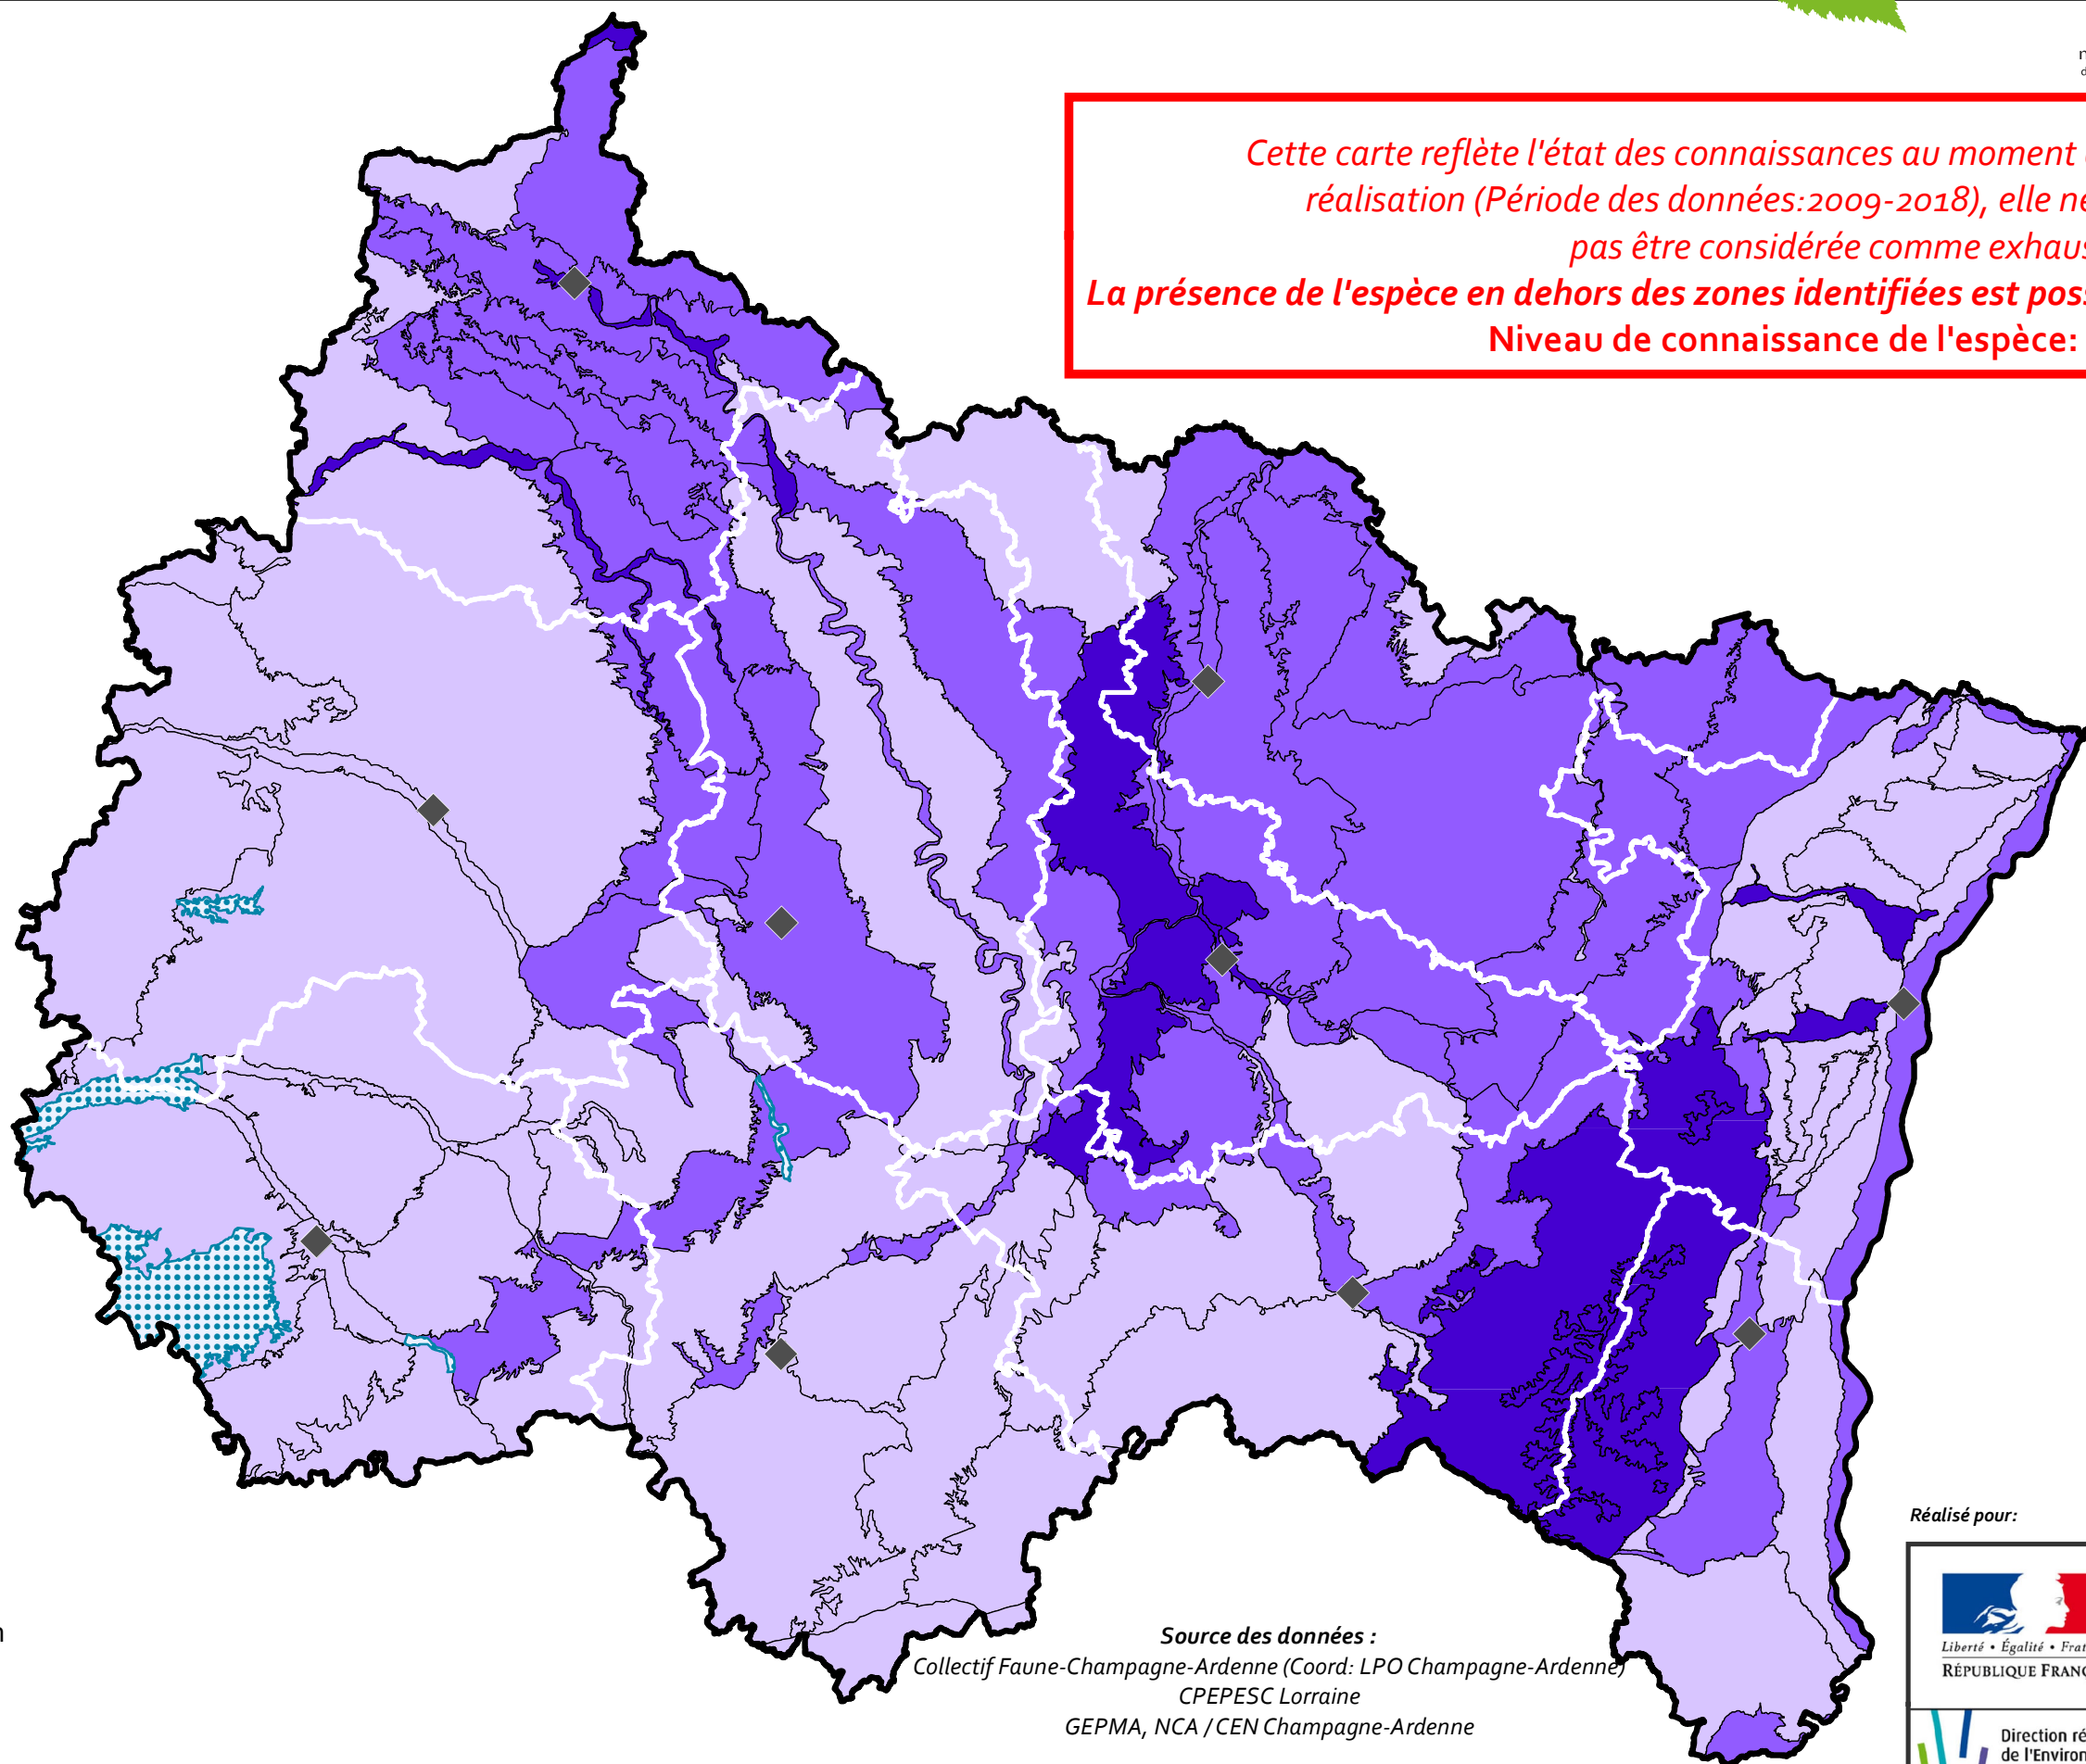 Cette carte reflète l'état des connaissances au moment
réalisation (Période des données:2009-2018), elle ne
pas être considérée comme
La présence de l'espèce en dehors des zones identifiées est
Niveau de connaissance de l'espèce:
Réalisé pour:
Liberté • Égalité •
RÉPUBLIQUE
Direction
de
Source des données :
Collectif Faune-Champagne-Ardenne (Coord: LPO Champagne-Ardenne)
CPEPESC Lorraine
GEPMA, NCA / CEN Champagne-Ardenne